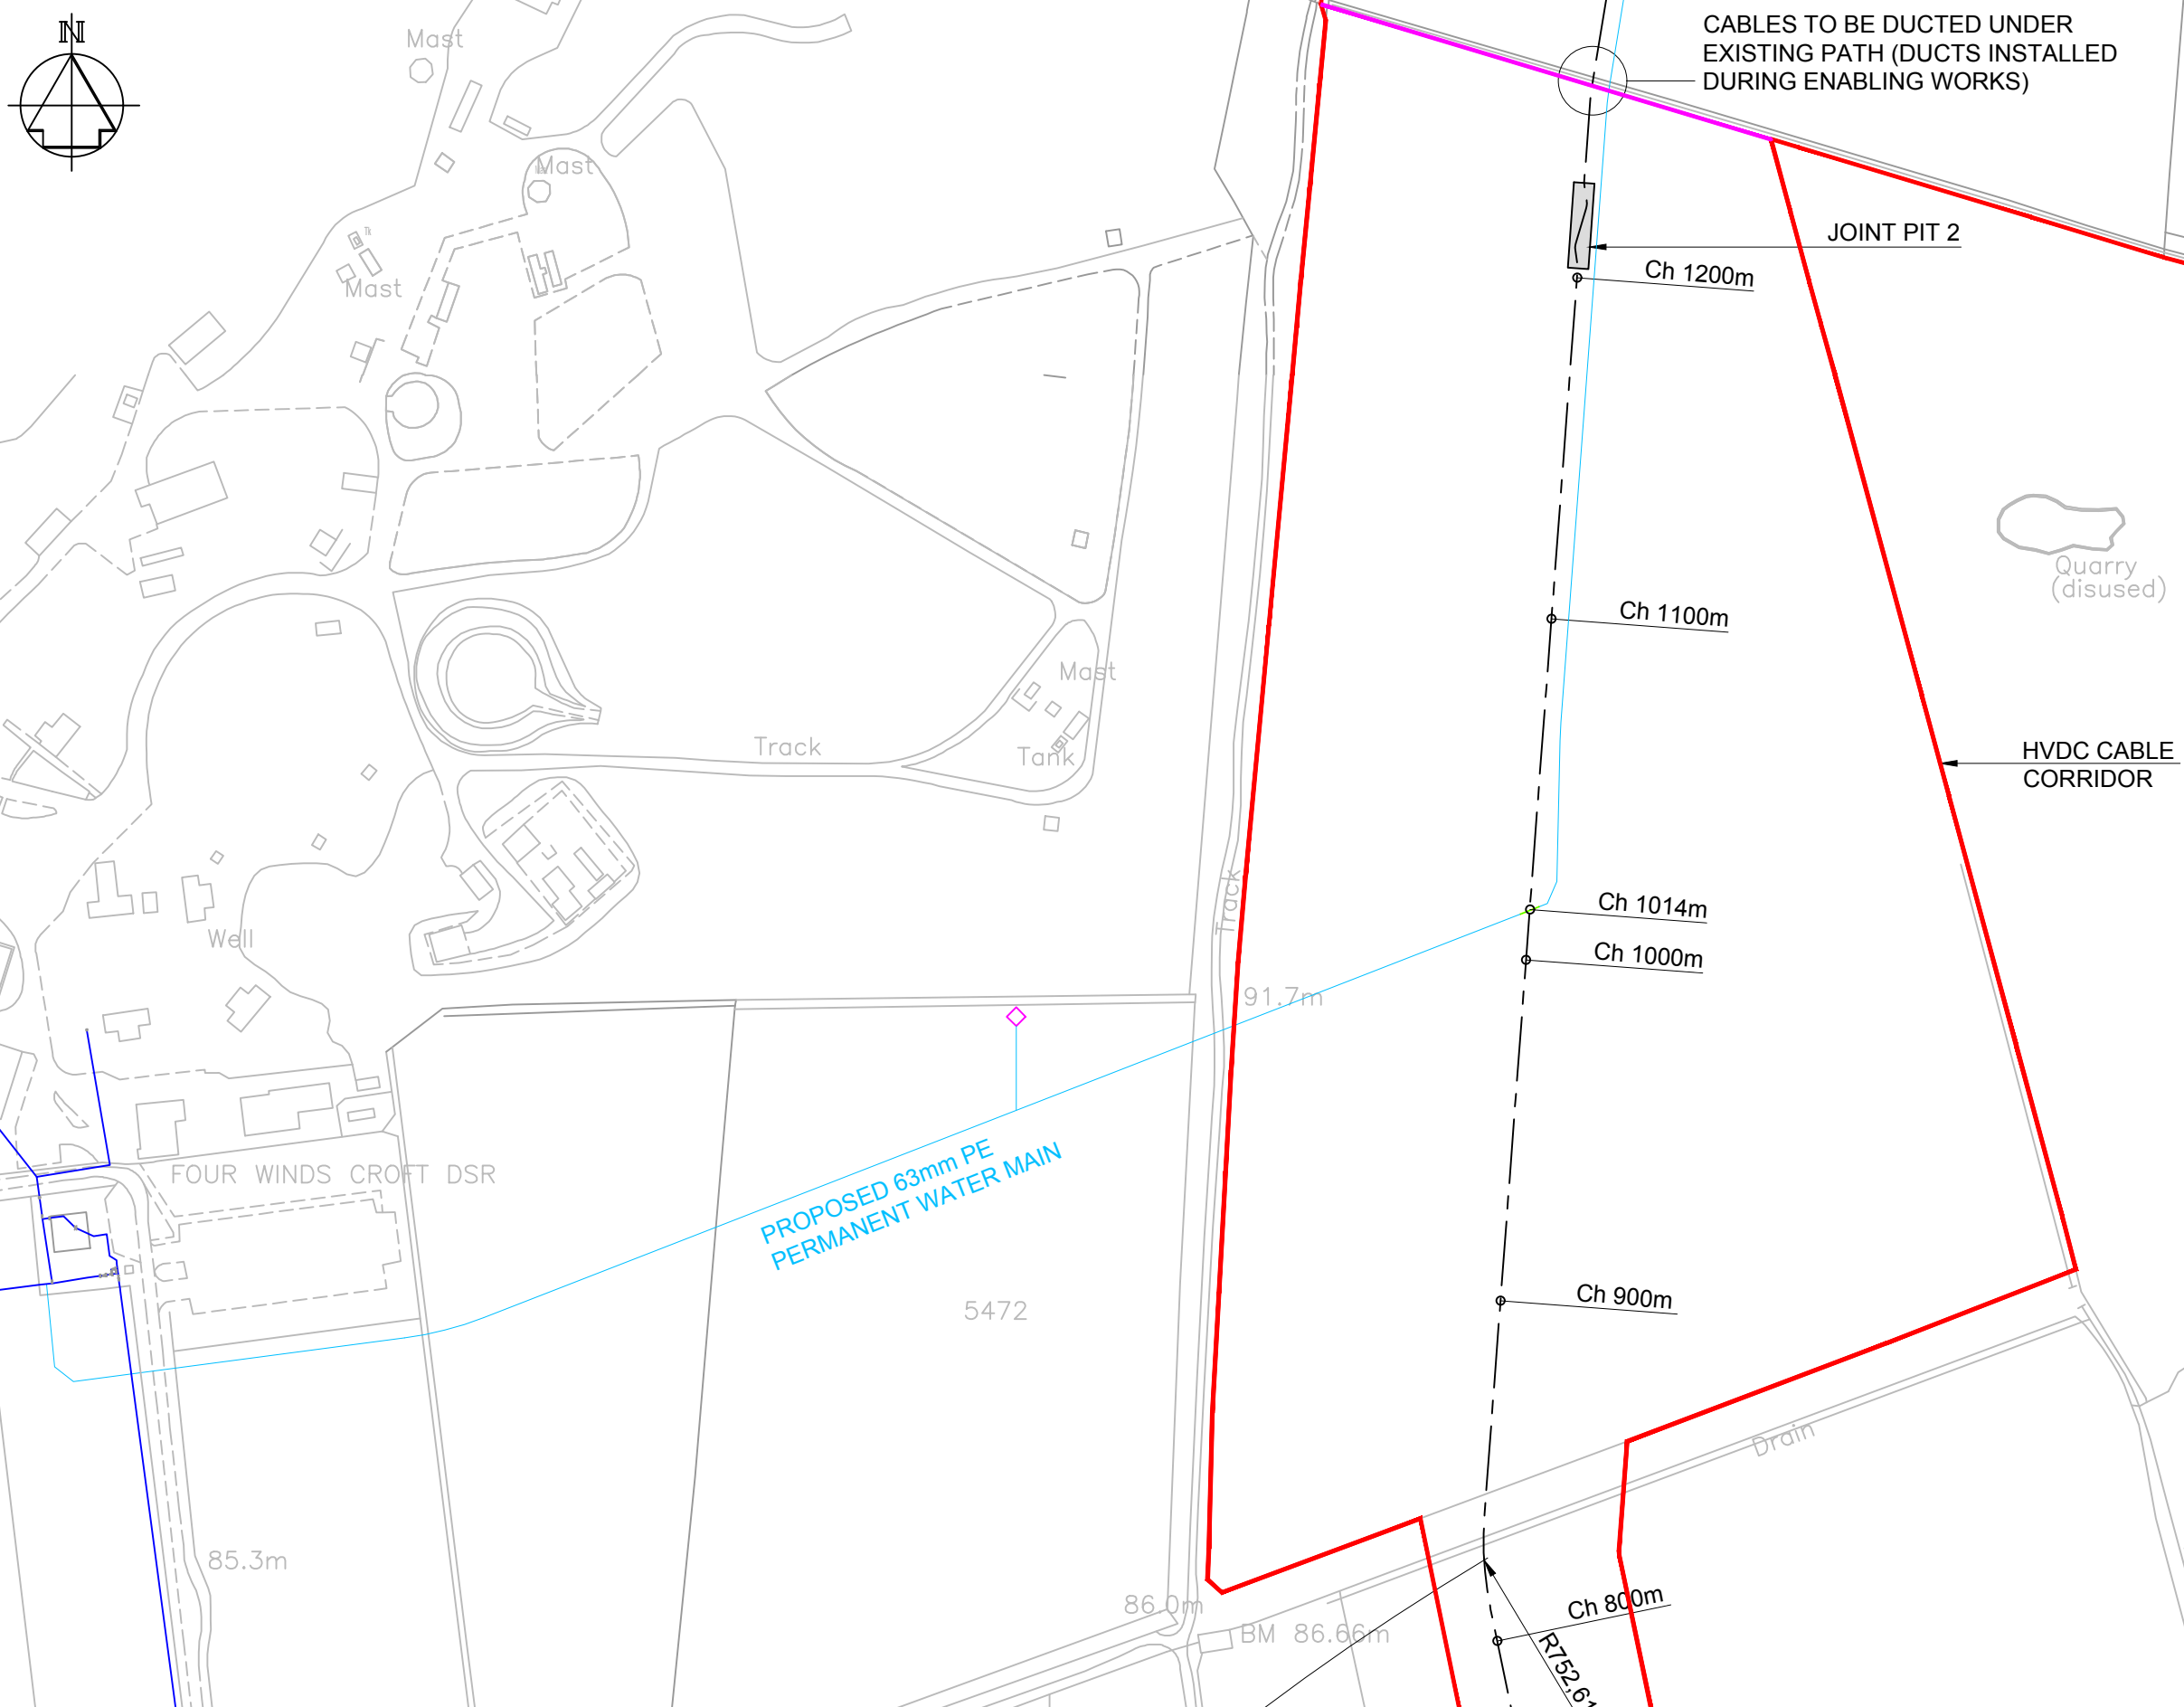 N
Mast
CABLES TO BE DUCTED UNDER
EXISTING PATH (DUCTS INSTALLED
DURING ENABLING WORKS)
Mast
Tk
Mast
JOINT PIT 2
Ch 1200m
Quarry
(disused)
Ch 1100m
Mast
Track
Tank
HVDC CABLE
CORRIDOR
Track
Ch 1014m
Well
Ch 1000m
91.7m
PROPOSED 63mm PE
PERMANENT WATER MAIN
FOUR WINDS CROFT DSR
5472
Ch 900m
Drain
85.3m
86.0m
Ch 800m
BM 86.66m